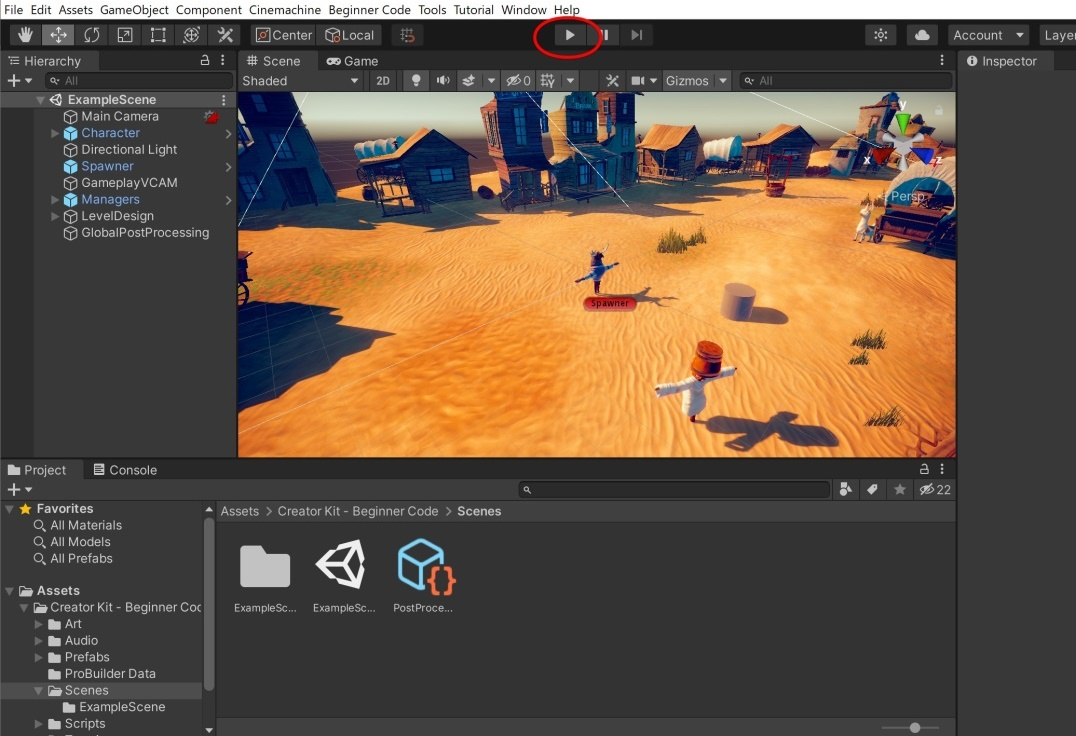 File Edit Assets GameObject Component Cinemachine Beginner Code Tools Tutorial Window Help
Center Local Account Layer
Hierarchy Scene Game Inspector
All Shaded 2D 0 Gizmos All
ExampleScene
Main Camera
Character
Directional Light
Spawner
GameplayVCAM
Managers
LevelDesign
GlobalPostProcessing
y
x z
Persp
Spawner
Project Console
22
Favorites
All Materials
All Models
All Prefabs
Assets
Creator Kit - Beginner Coc
Art
Audio
Prefabs
ProBuilder Data
Scenes
ExampleScene
Scripts
Assets > Creator Kit - Beginner Code > Scenes
ExampleSc... ExampleSc... PostProce...